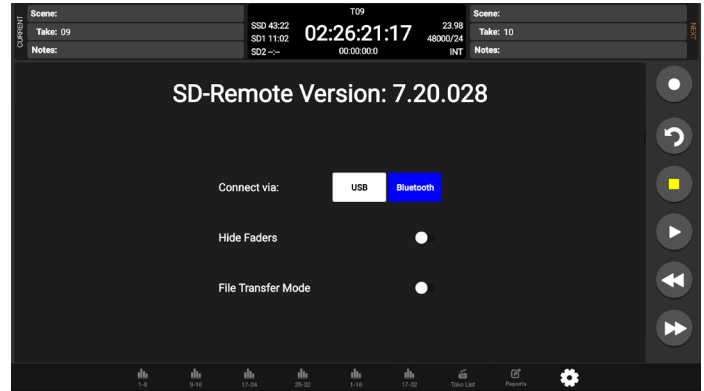 CURRENT
Scene:
Take: 09
Notes:
T09
SSD 43:22
SD1 11:02
SD2 --:--
02:26:21:17
00:00:00:0
23.98
48000/24
INT
Scene:
Take: 10
Notes:
NEXT
SD-Remote Version: 7.20.028
Connect via:
USB
Bluetooth
Hide Faders
File Transfer Mode
1-8
9-16
17-24
25-32
1-16
17-32
Take List
Reports